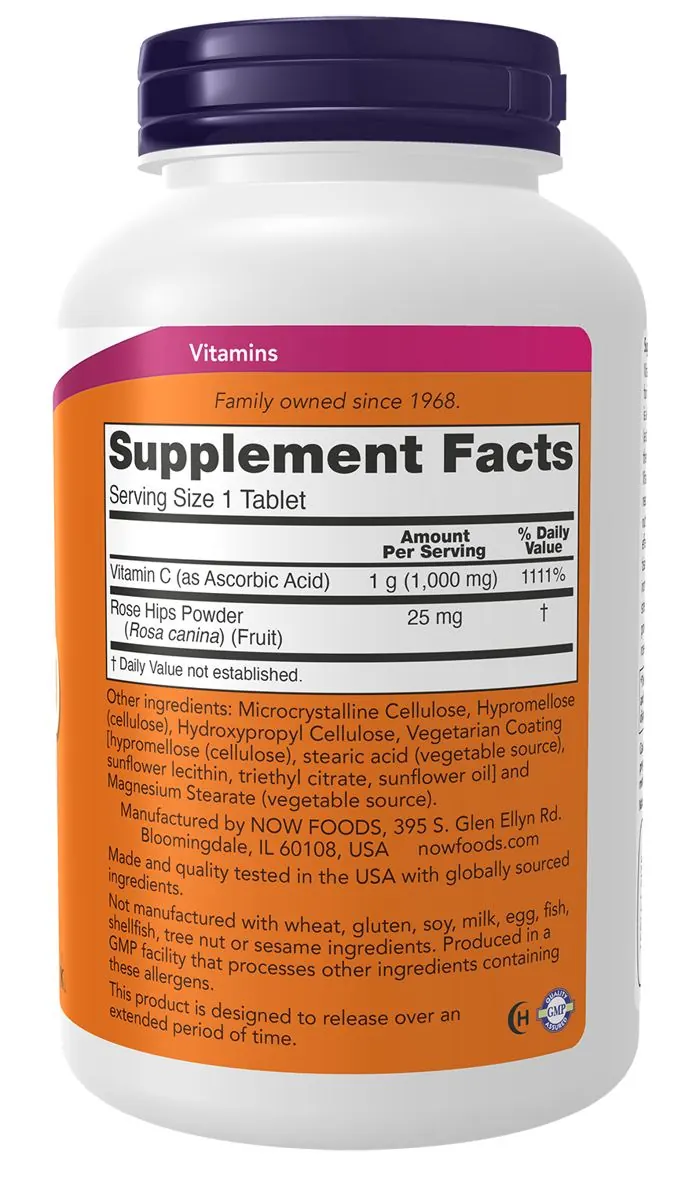 Vitamins
Family owned since 1968.
Supplement Facts
Serving Size 1 Tablet
Amount Per Serving
% Daily Value
Vitamin C (as Ascorbic Acid) 1 g (1,000 mg) 1111%
Rose Hips Powder 25 mg †
(Rosa canina) (Fruit)
† Daily Value not established.
Other ingredients: Microcrystalline Cellulose, Hypromellose
(cellulose), Hydroxypropyl Cellulose, Vegetarian Coating
[hypromellose (cellulose), stearic acid (vegetable source),
sunflower lecithin, triethyl citrate, sunflower oil] and
Magnesium Stearate (vegetable source).
Manufactured by NOW FOODS, 395 S. Glen Ellyn Rd.
Bloomingdale, IL 60108, USA nowfoods.com
Made and quality tested in the USA with globally sourced
ingredients.
Not manufactured with wheat, gluten, soy, milk, egg, fish,
shellfish, tree nut or sesame ingredients. Produced in a
GMP facility that processes other ingredients containing
these allergens.
This product is designed to release over an
extended period of time.
H
QUALITY
GMP
ASSURED